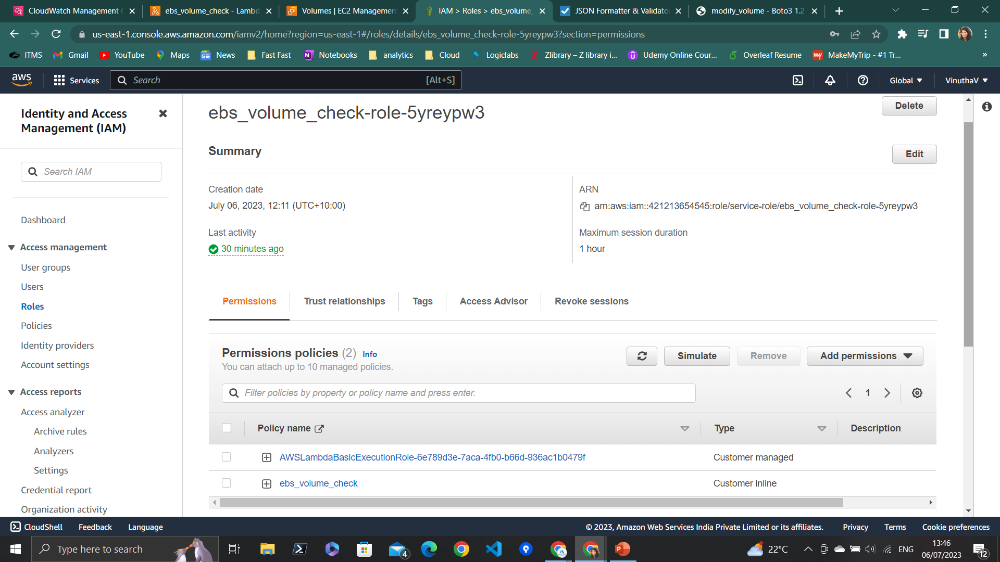 CloudWatch Management
ebs_volume_check - Lambd
Volumes | EC2 Management
IAM > Roles > ebs_volume_
JSON Formatter & Validato
modify_volume - Boto3 1.2
us-east-1.console.aws.amazon.com/iamv2/home?region=us-east-1#/roles/details/ebs_volume_check-role-5yreypw3?section=permissions
ITMS
Gmail
YouTube
Maps
News
Fast Fast
Notebooks
analytics
Cloud
Logiclabs
Zlibrary – Z library i...
Udemy Online Cour...
Overleaf Resume
MakeMyTrip - #1 Tr...
»
aws
Services
Search
[Alt+S]
Global
VinuthaV
Identity and Access
Management (IAM)
Search IAM
Dashboard
Access management
User groups
Users
Roles
Policies
Identity providers
Account settings
Access reports
Access analyzer
Archive rules
Analyzers
Settings
Credential report
Organization activity
ebs_volume_check-role-5yreypw3
Delete
Summary
Edit
Creation date
July 06, 2023, 12:11 (UTC+10:00)
ARN
arn:aws:iam::421213654545:role/service-role/ebs_volume_check-role-5yreypw3
Last activity
30 minutes ago
Maximum session duration
1 hour
Permissions
Trust relationships
Tags
Access Advisor
Revoke sessions
Permissions policies (2) Info
You can attach up to 10 managed policies.
Simulate
Remove
Add permissions
Filter policies by property or policy name and press enter.
1
Policy name
Type
Description
AWSLambdaBasicExecutionRole-6e789d3e-7aca-4fb0-b66d-936ac1b0479f
Customer managed
ebs_volume_check
Customer inline
CloudShell
Feedback
Language
© 2023, Amazon Web Services India Private Limited or its affiliates.
Privacy
Terms
Cookie preferences
Type here to search
4
22°C
ENG
13:46
06/07/2023
12